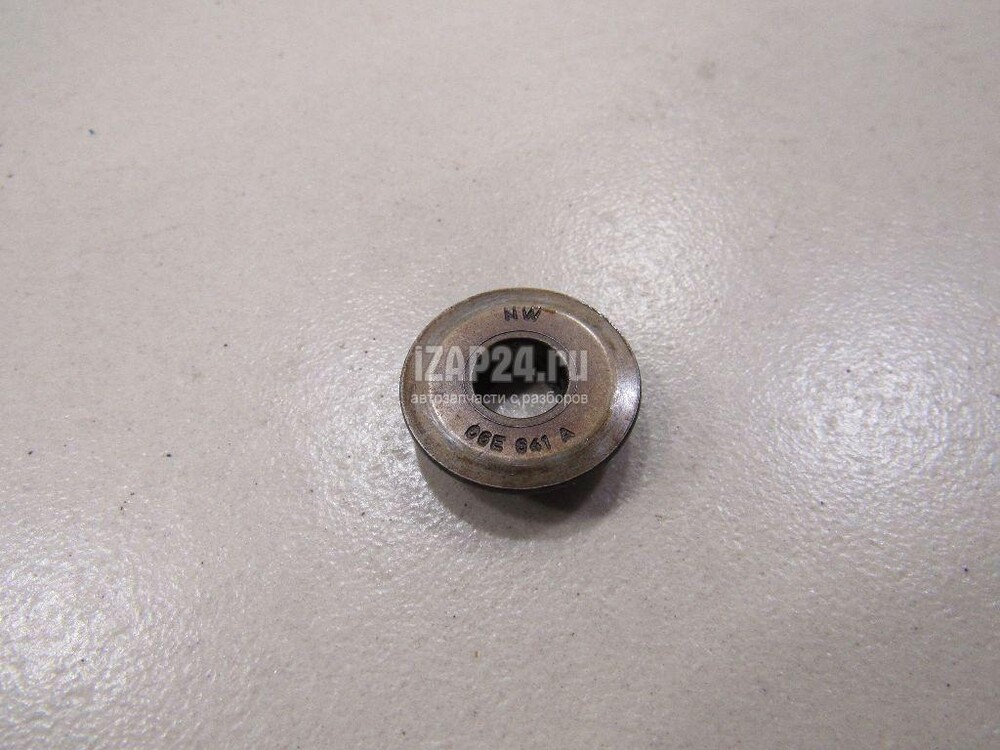 NW
iZAP24.ru
автозапчасти с разборов
06E 641 A